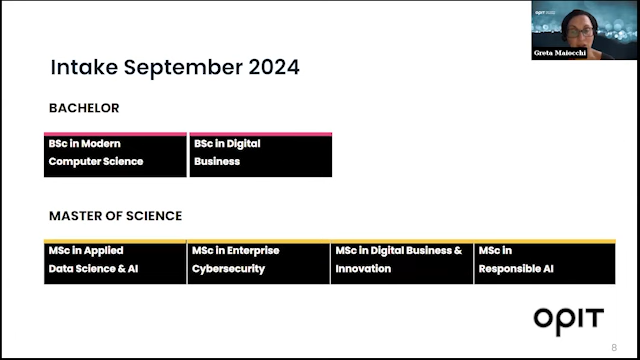 OPIT
Greta Maiocchi
Intake September 2024
BACHELOR
BSc in Modern
Computer Science
BSc in Digital
Business
MASTER OF SCIENCE
MSc in Applied
Data Science & AI
MSc in Enterprise
Cybersecurity
MSc in Digital Business &
Innovation
MSc in
Responsible AI
OPIT
8